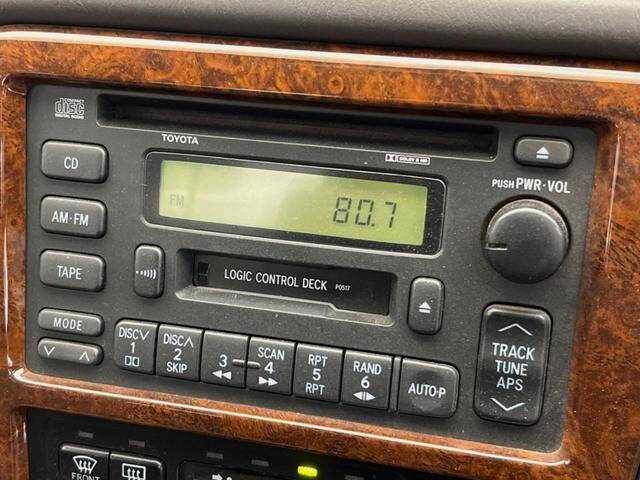 COMPACT
disc
DIGITAL AUDIO
TOYOTA
DOLBY B NR
CD
FM
80.7
PUSH PWR·VOL
AM·FM
TAPE
LOGIC CONTROL DECK P0517
MODE
DISC 1
DISC 2 SKIP
3
SCAN 4
RPT 5 RPT
RAND 6
AUTO·P
TRACK
TUNE
APS
FRONT